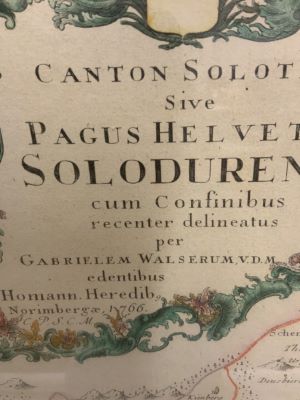 CANTON SOLOT
Sive
PAGUS HELVET
SOLODUREN
cum Confinibus
recenter delineatus
per
GABRIELEM WALSERUM, V.D.M.
edentibus
Homann. Heredib.
Norimbergæ, 1766.
C. P. S. C. M.